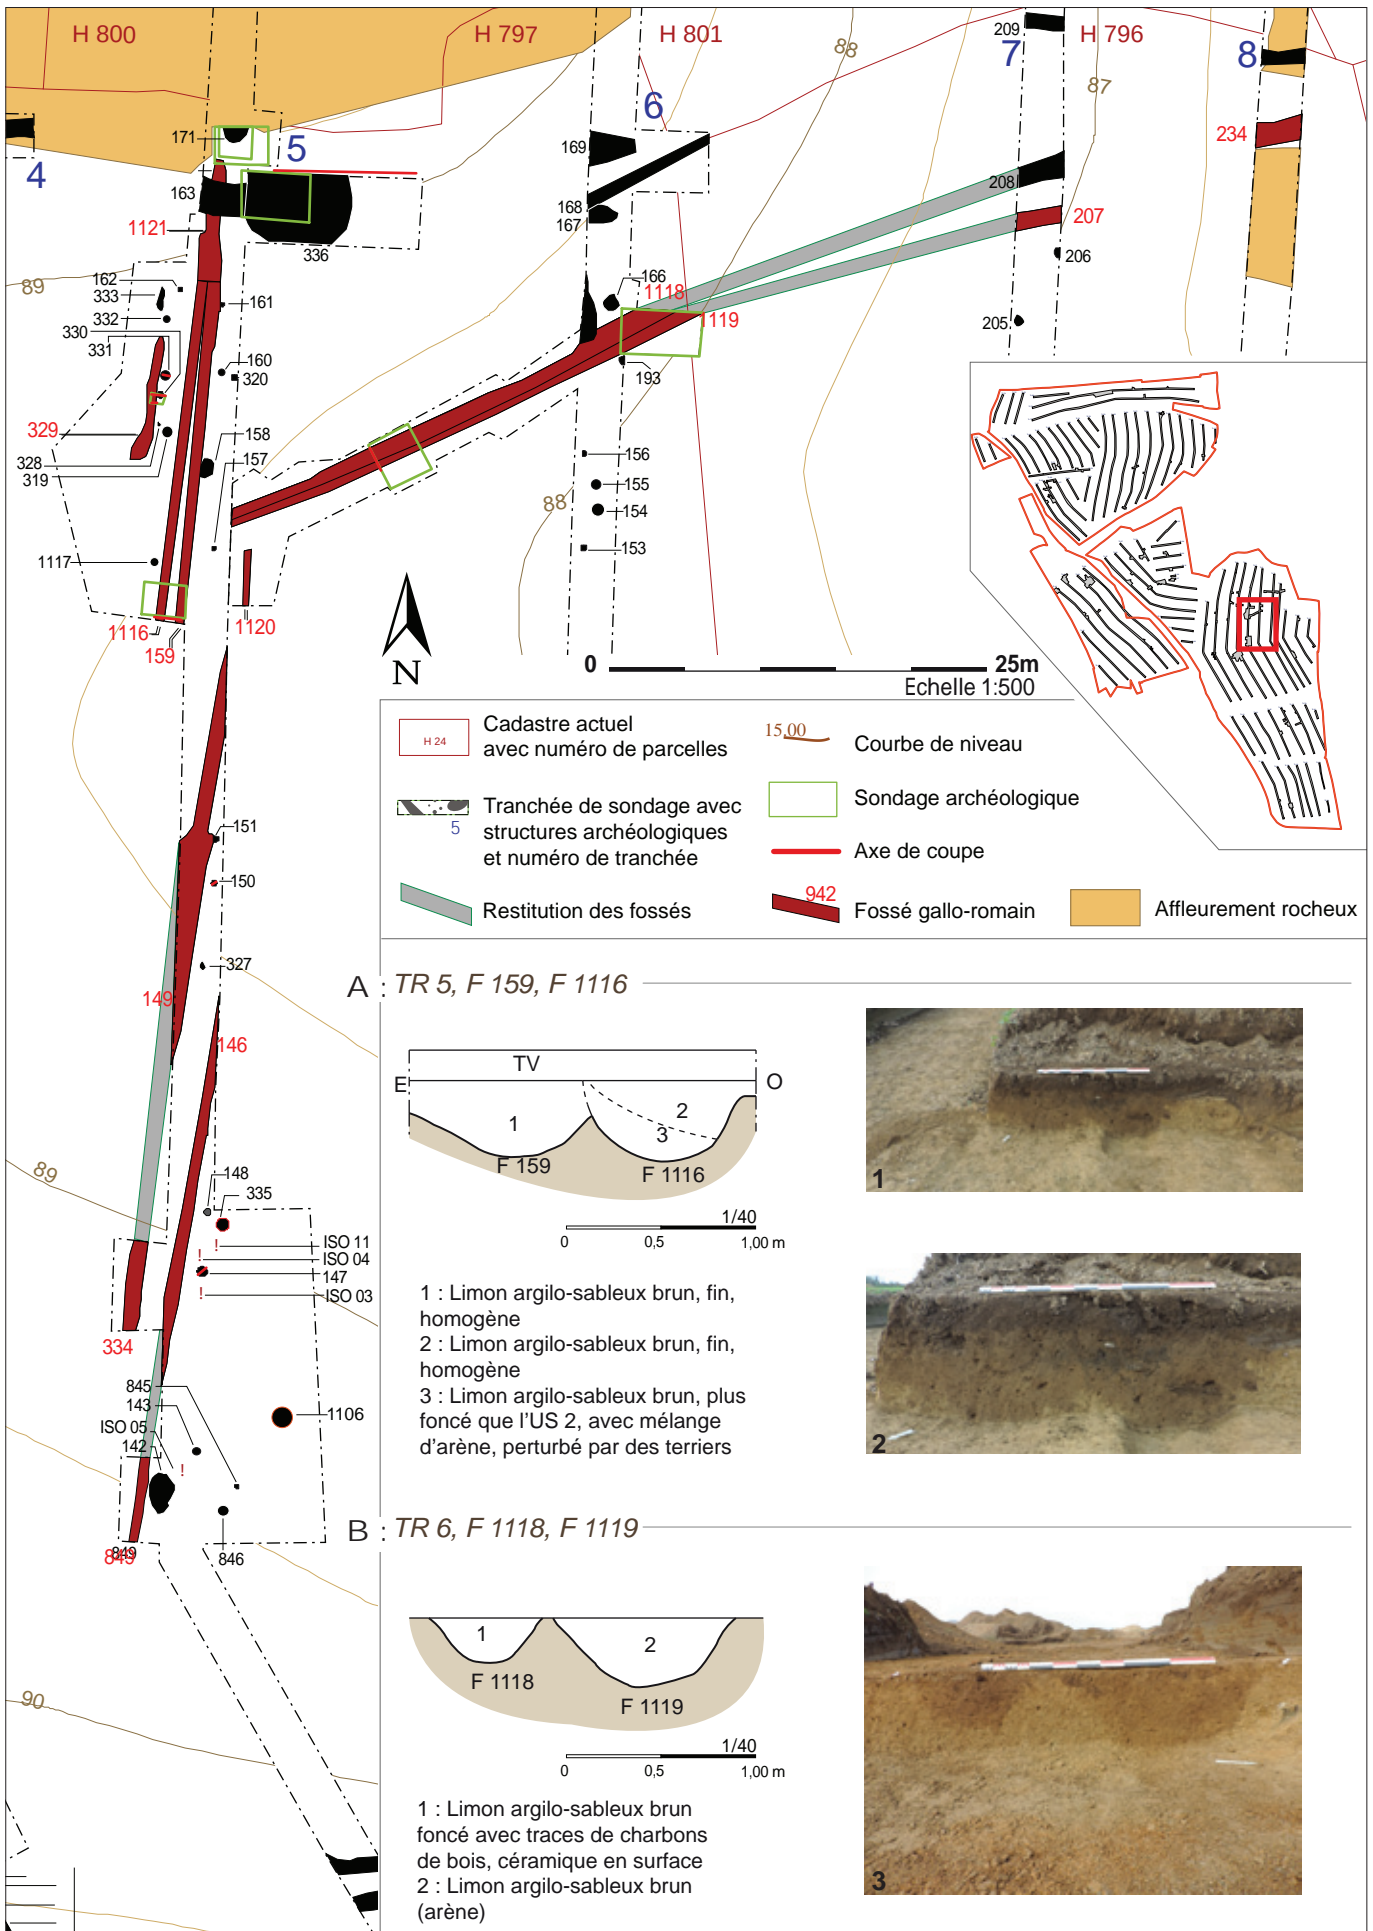 H 800
H 797
H 801
H 796
88
87
209
7
8
6
5
4
171
163
1121
336
169
168
167
208
207
206
205
234
89
162
333
332
330
331
161
160
320
158
157
329
328
319
1117
1116
159
1120
166
1118
1119
193
156
155
154
153
88
N
0
25m
Echelle 1:500
H 24
Cadastre actuel
avec numéro de parcelles
5
Tranchée de sondage avec
structures archéologiques
et numéro de tranchée
Restitution des fossés
15,00
Courbe de niveau
Sondage archéologique
Axe de coupe
942
Fossé gallo-romain
Affleurement rocheux
151
150
327
149
146
89
148
335
ISO 11
ISO 04
147
ISO 03
334
845
143
ISO 05
142
1106
849
849
846
90
A : TR 5, F 159, F 1116
TV
E
O
1
2
3
F 159
F 1116
1/40
0
0,5
1,00 m
1 : Limon argilo-sableux brun, fin,
homogène
2 : Limon argilo-sableux brun, fin,
homogène
3 : Limon argilo-sableux brun, plus
foncé que l'US 2, avec mélange
d'arène, perturbé par des terriers
1
2
B : TR 6, F 1118, F 1119
1
2
F 1118
F 1119
1/40
0
0,5
1,00 m
1 : Limon argilo-sableux brun
foncé avec traces de charbons
de bois, céramique en surface
2 : Limon argilo-sableux brun
(arène)
3